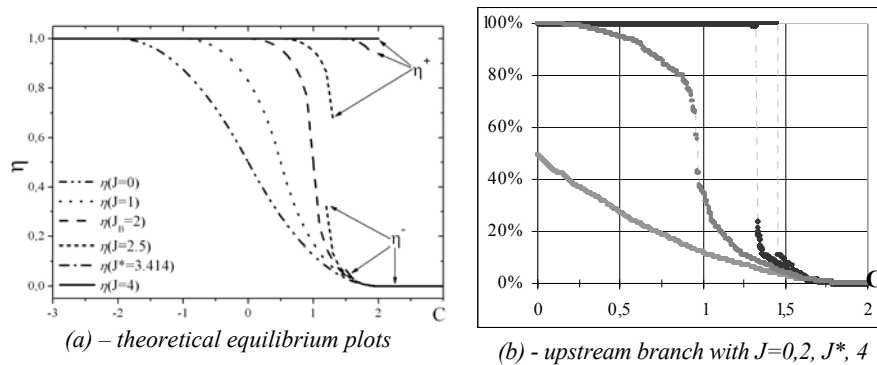 1,0
0,8
0,6
0,4
0,2
0,0
η
η⁺
η⁻
η(J=0)
η(J=1)
η(J_B=2)
η(J=2.5)
η(J*=3.414)
η(J=4)
-3 -2 -1 0 1 2 3
C
(a) – theoretical equilibrium plots
100%
80%
60%
40%
20%
0%
C
0 0,5 1 1,5 2
(b) - upstream branch with J=0,2, J*, 4